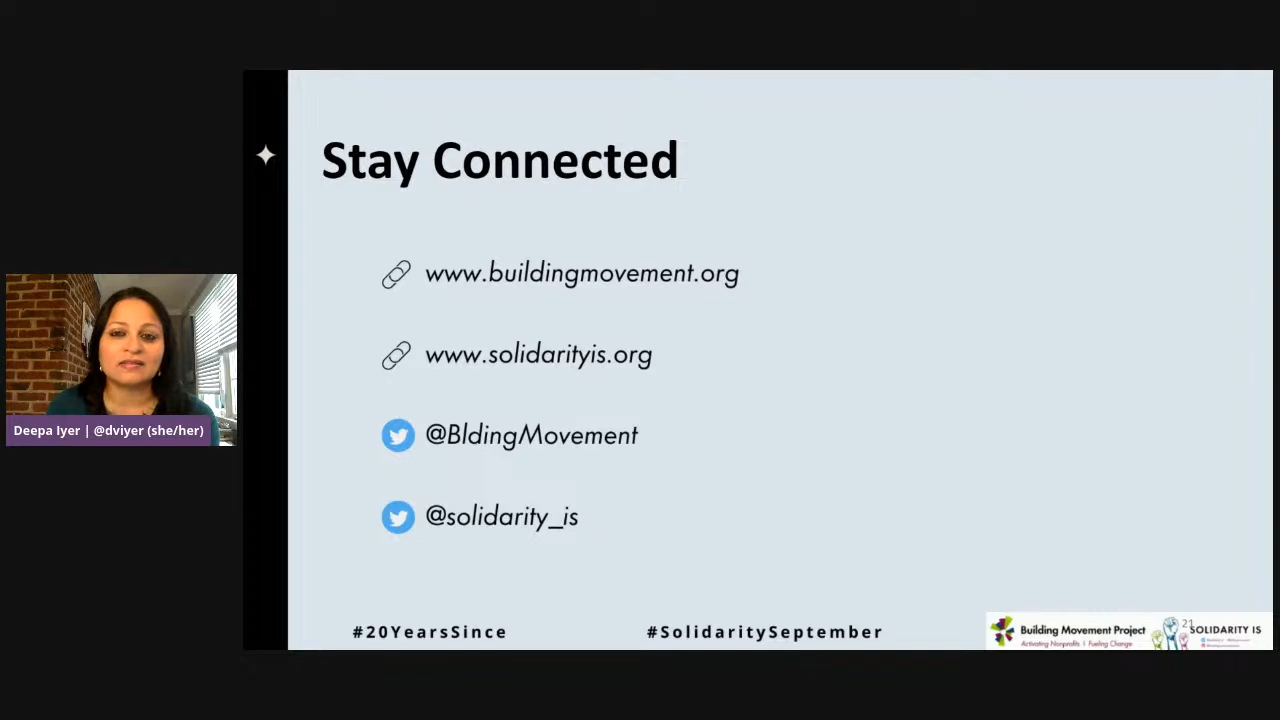 Stay Connected
www.buildingmovement.org
www.solidarityis.org
@BldingMovement
@solidarity_is
Deepa Iyer | @dviyer (she/her)
#20YearsSince
#SolidaritySeptember
Building Movement Project
Activating Nonprofits | Fueling Change
21
SOLIDARITY IS